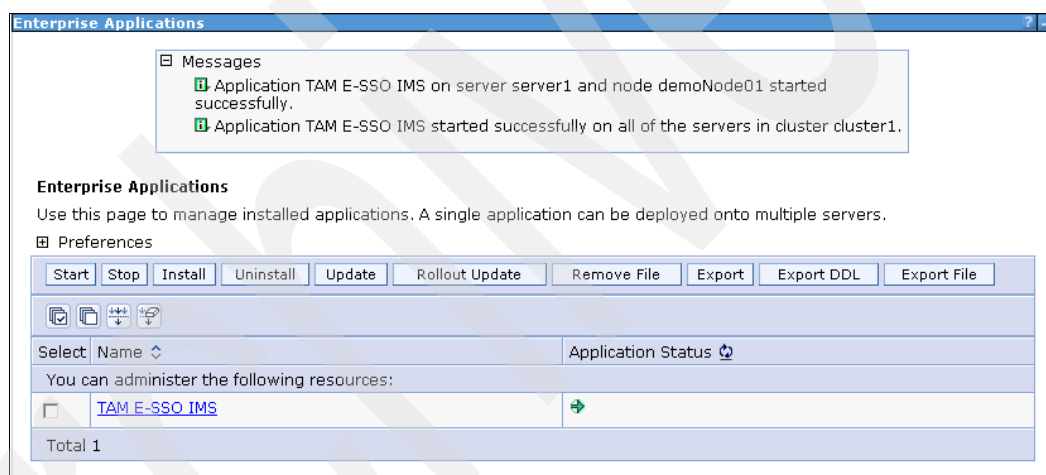 Enterprise Applications ? -
Messages
Application TAM E-SSO IMS on server server1 and node demoNode01 started
successfully.
Application TAM E-SSO IMS started successfully on all of the servers in cluster cluster1.
Enterprise Applications
Use this page to manage installed applications. A single application can be deployed onto multiple servers.
Preferences
Start Stop Install Uninstall Update Rollout Update Remove File Export Export DDL Export File
Select Name Application Status
You can administer the following resources:
TAM E-SSO IMS
Total 1